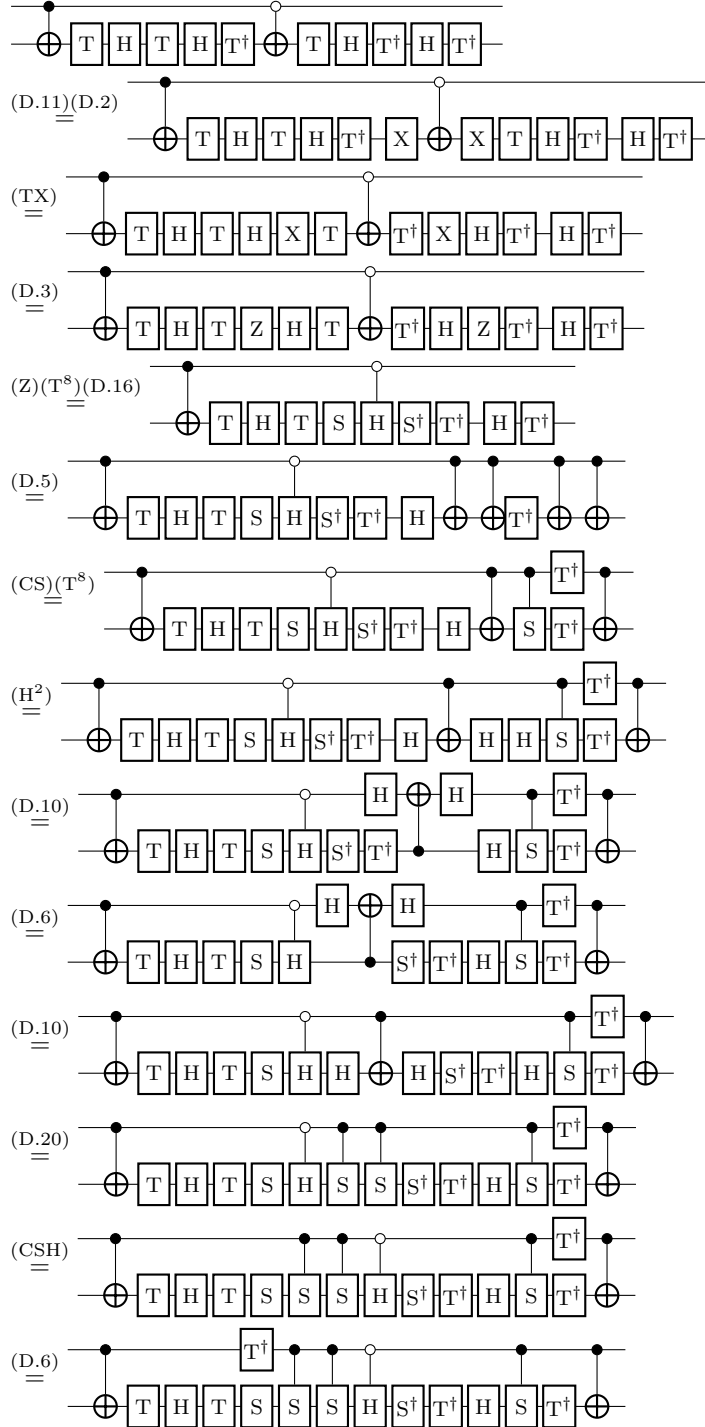 T H T H T† T H T† H T†
(D.11)(D.2)
= T H T H T† X X T H T† H T†
(TX)
= T H T H X T T† X H T† H T†
(D.3)
= T H T Z H T T† H Z T† H T†
(Z)(T⁸)(D.16)
= T H T S H S† T† H T†
(D.5)
= T H T S H S† T† H T†
(CS)(T⁸) T†
= T H T S H S† T† H S T†
(H²) T†
= T H T S H S† T† H H H S T†
(D.10) H H T†
= T H T S H S† T† H S T†
(D.6) H H T†
= T H T S H S† T† H S T†
(D.10) T†
= T H T S H H H S† T† H S T†
(D.20) T†
= T H T S H S S S† T† H S T†
(CSH) T†
= T H T S S S H S† T† H S T†
(D.6) T†
= T H T S S S H S† T† H S T†